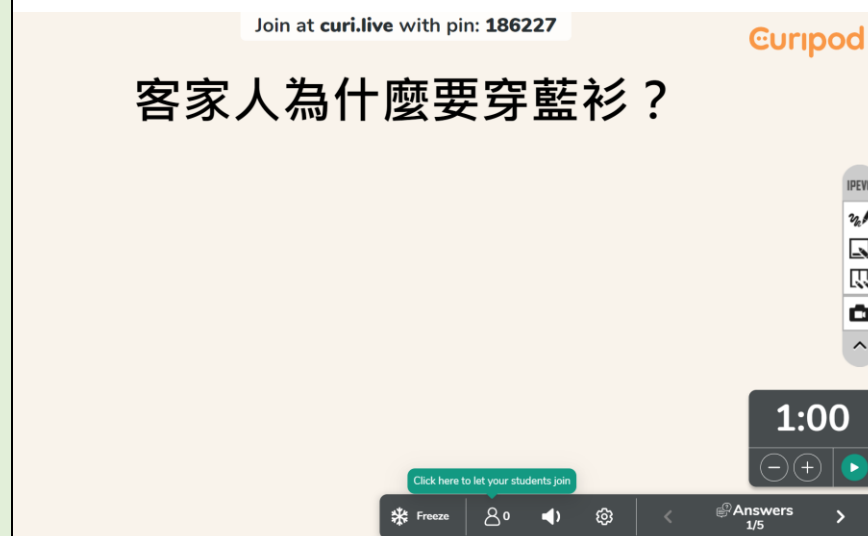 Join at curi.live with pin: 186227
Curipod
客家人為什麼要穿藍衫？
1:00
Click here to let your students join
Freeze
0
Answers
1/5